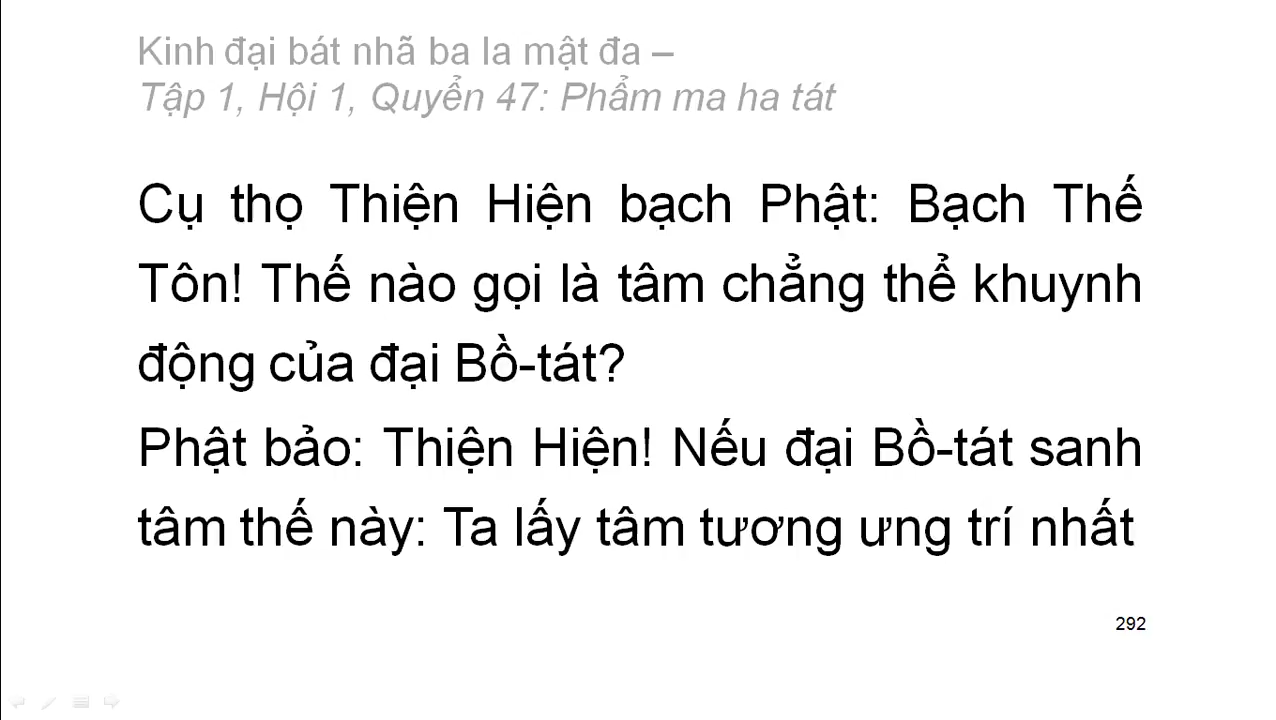 Kinh đại bát nhã ba la mật đa –
Tập 1, Hội 1, Quyển 47: Phẩm ma ha tát
Cụ thọ Thiện Hiện bạch Phật: Bạch Thế
Tôn! Thế nào gọi là tâm chẳng thể khuynh
động của đại Bồ-tát?
Phật bảo: Thiện Hiện! Nếu đại Bồ-tát sanh
tâm thế này: Ta lấy tâm tương ưng trí nhất
292